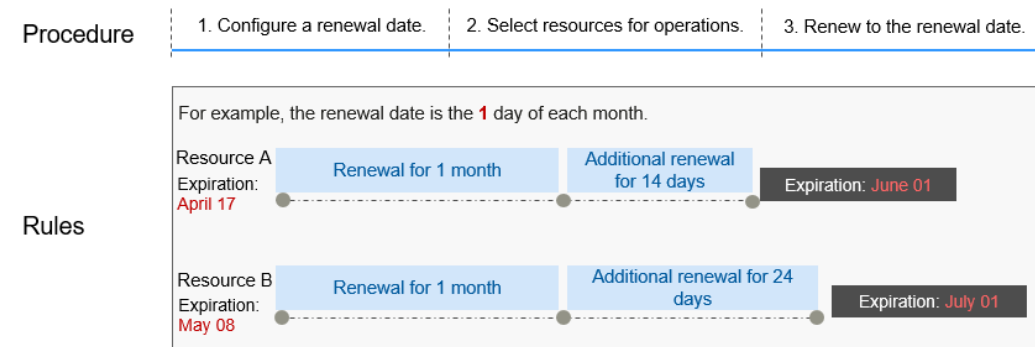 Procedure
1. Configure a renewal date.
2. Select resources for operations.
3. Renew to the renewal date.
Rules
For example, the renewal date is the 1 day of each month.
Resource A
Expiration:
April 17
Renewal for 1 month
Additional renewal
for 14 days
Expiration: June 01
Resource B
Expiration:
May 08
Renewal for 1 month
Additional renewal for 24
days
Expiration: July 01